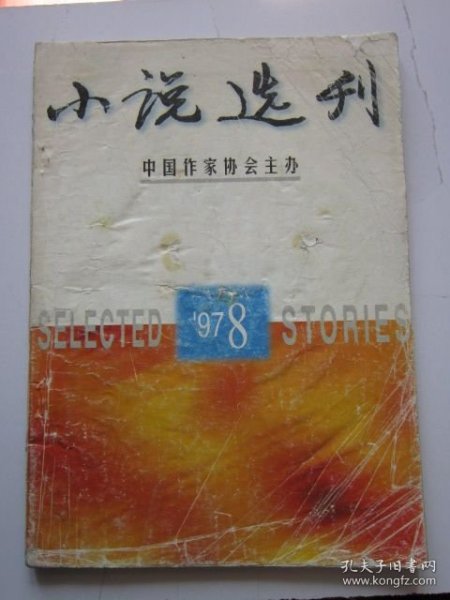 小说选刊
中国作家协会主办
SELECTED '97 8 STORIES
孔夫子旧书网
www.kongfz.com